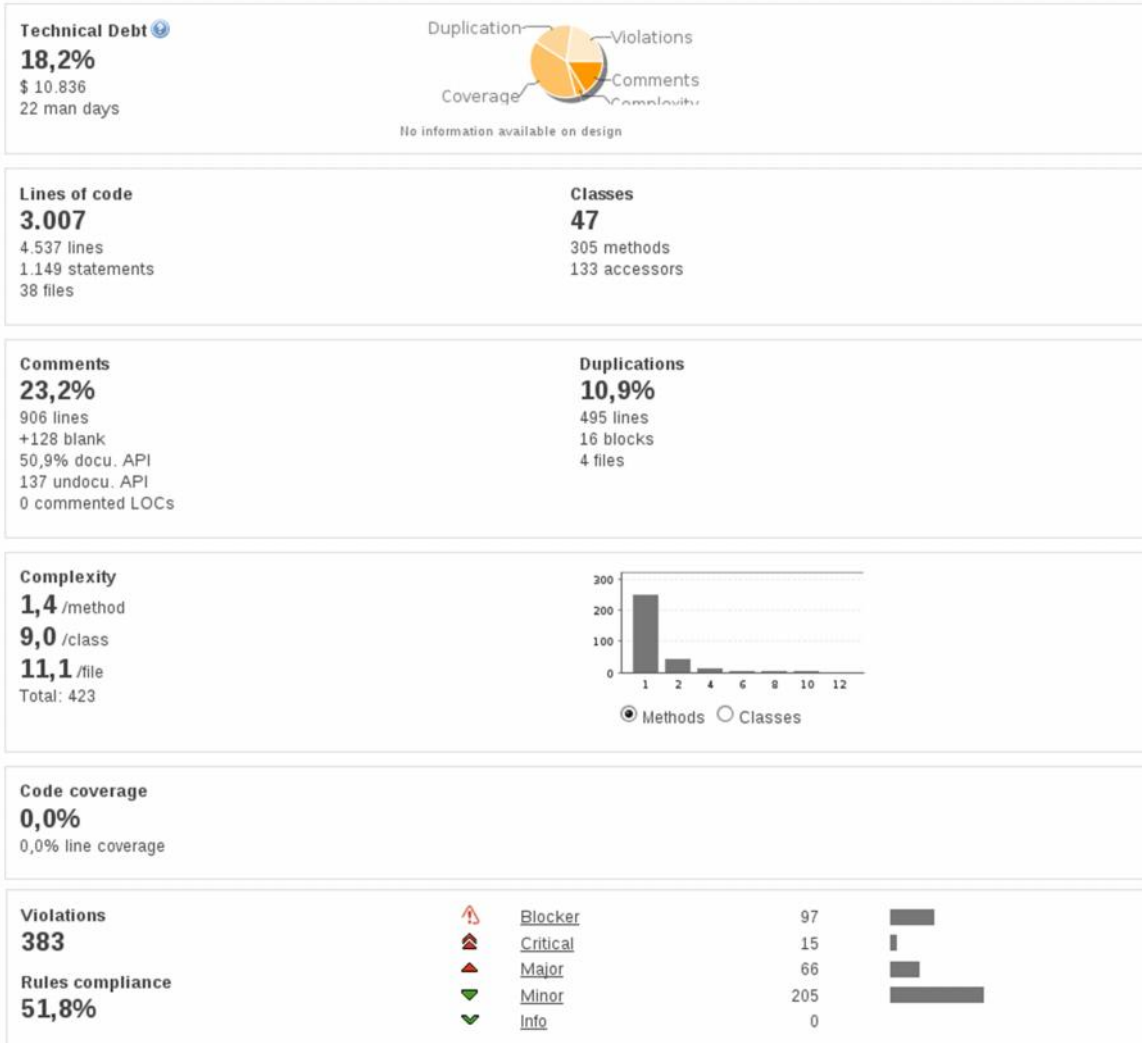 Technical Debt
18,2%
$ 10.836
22 man days
Duplication
Violations
Comments
Coverage
Complexity
No information available on design
Lines of code
3.007
4.537 lines
1.149 statements
38 files
Classes
47
305 methods
133 accessors
Comments
23,2%
906 lines
+128 blank
50,9% docu. API
137 undocu. API
0 commented LOCs
Duplications
10,9%
495 lines
16 blocks
4 files
Complexity
1,4 /method
9,0 /class
11,1 /file
Total: 423
300
200
100
0
1 2 4 6 8 10 12
Methods Classes
Code coverage
0,0%
0,0% line coverage
Violations
383
Rules compliance
51,8%
Blocker 97
Critical 15
Major 66
Minor 205
Info 0